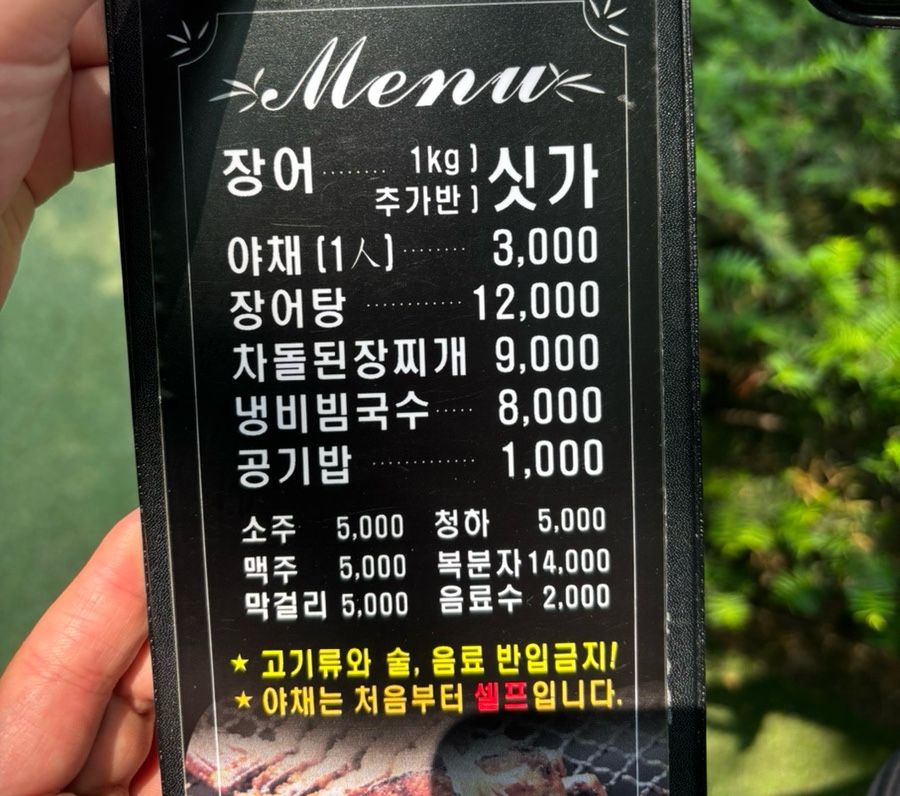 Menu
장어 ........ 1kg ] 싯가
추가반 ]
야채 [1人] ........ 3,000
장어탕 ............ 12,000
차돌된장찌개 9,000
냉비빔국수 ..... 8,000
공기밥 ............. 1,000
소주 5,000 청하 5,000
맥주 5,000 복분자 14,000
막걸리 5,000 음료수 2,000
★ 고기류와 술, 음료 반입금지!
★ 야채는 처음부터 셀프입니다.